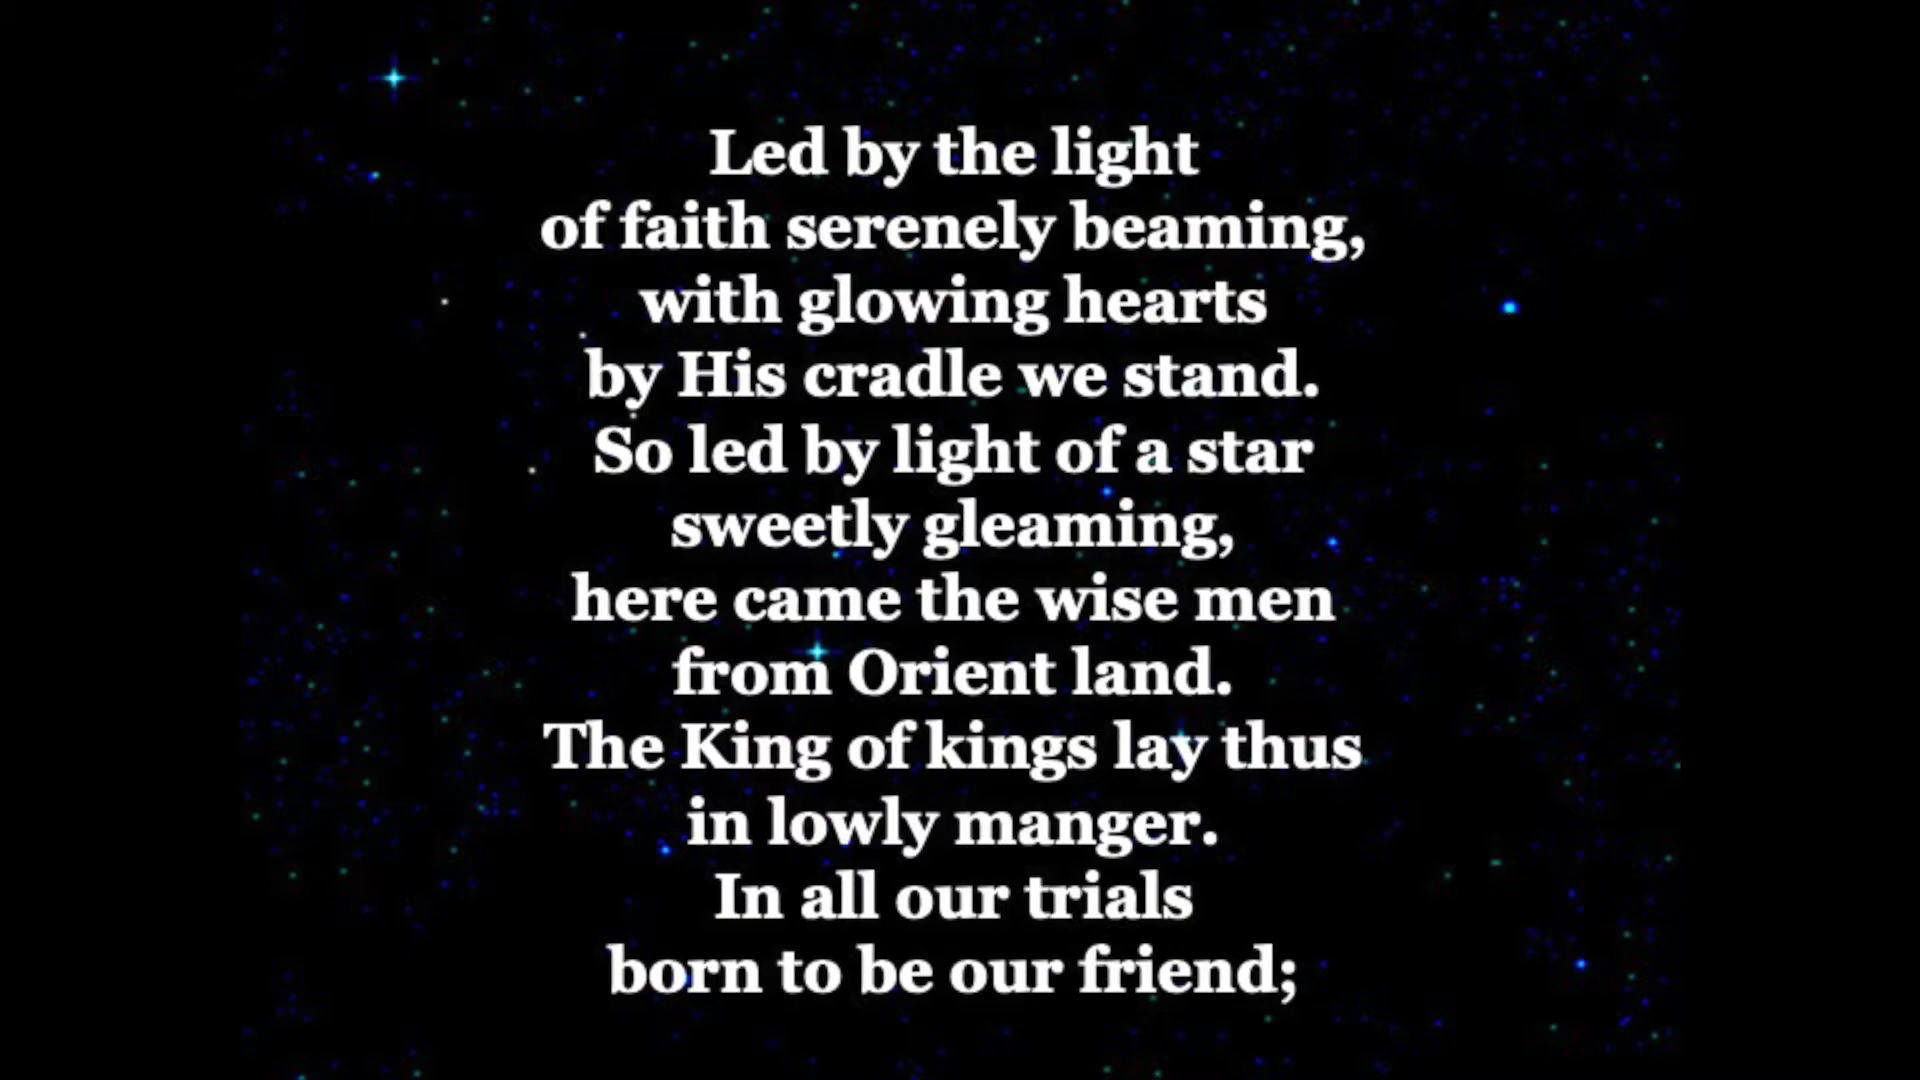 Led by the light
of faith serenely beaming,
with glowing hearts
by His cradle we stand.
So led by light of a star
sweetly gleaming,
here came the wise men
from Orient land.
The King of kings lay thus
in lowly manger.
In all our trials
born to be our friend;